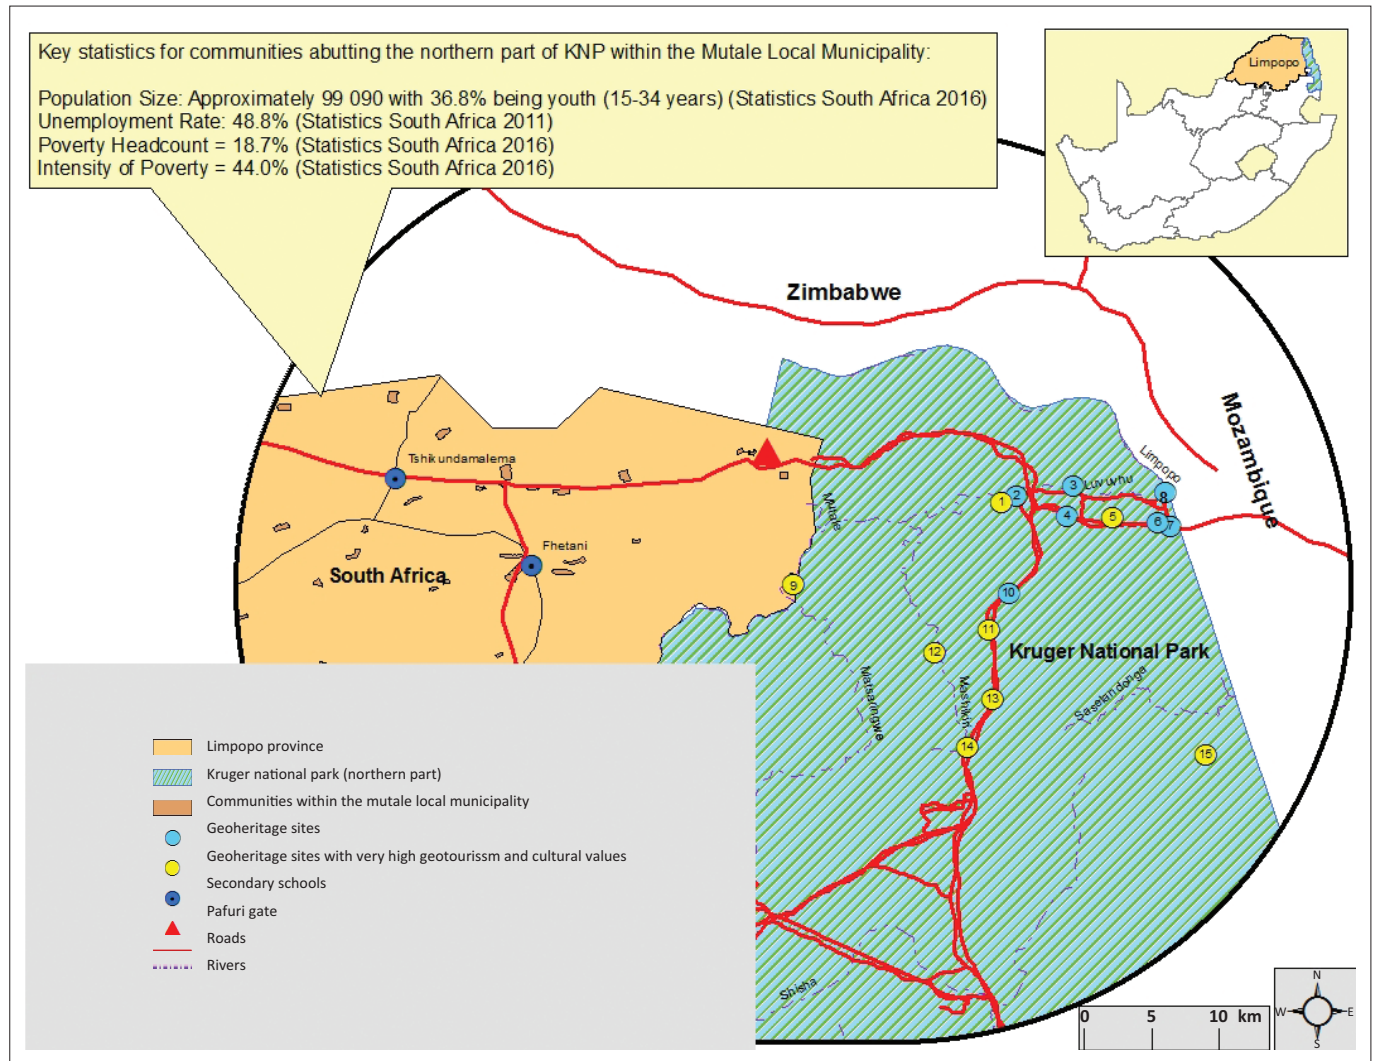 Key statistics for communities abutting the northern part of KNP within the Mutale Local Municipality:
Population Size: Approximately 99 090 with 36.8% being youth (15-34 years) (Statistics South Africa 2016)
Unemployment Rate: 48.8% (Statistics South Africa 2011)
Poverty Headcount = 18.7% (Statistics South Africa 2016)
Intensity of Poverty = 44.0% (Statistics South Africa 2016)
Limpopo
Zimbabwe
Mozambique
Limpopo
Tshikundamalema
Luvuvhu
Mutale
Fhetani
South Africa
Kruger National Park
Matsaringwe
Mashikiri
Saselandonga
Shisha
1
2
3
4
5
6
7
8
9
10
11
12
13
14
15
Limpopo province
Kruger national park (northern part)
Communities within the mutale local municipality
Geoheritage sites
Geoheritage sites with very high geotourissm and cultural values
Secondary schools
Pafuri gate
Roads
Rivers
0 5 10 km
N
W E
S